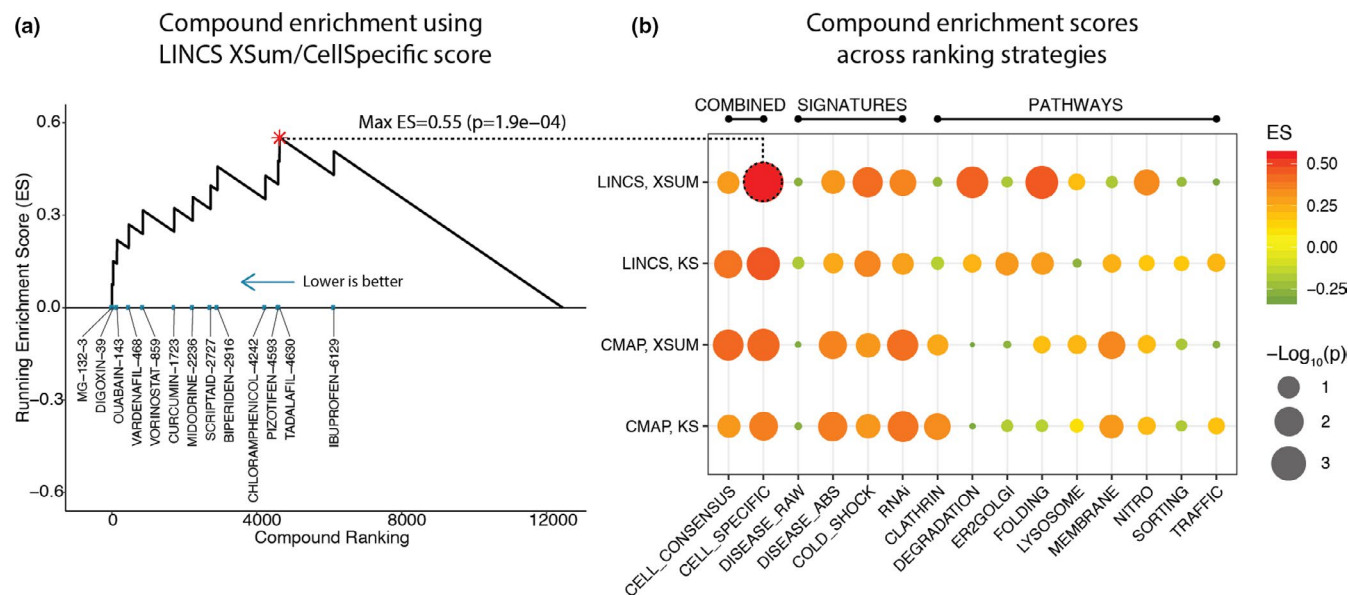 (a)
Compound enrichment using
LINCS XSum/CellSpecific score
Running Enrichment Score (ES)
0.6
0.3
0.0
−0.3
−0.6
Max ES=0.55 (p=1.9e−04)
Lower is better
MG−132−3
DIGOXIN−39
OUABAIN−143
VARDENAFIL−468
VORINOSTAT−859
CURCUMIN−1723
MIDODRINE−2236
SCRIPTAID−2727
BIPERIDEN−2916
CHLORAMPHENICOL−4242
PIZOTIFEN−4593
TADALAFIL−4630
IBUPROFEN−6129
0
4000
8000
12000
Compound Ranking
(b)
Compound enrichment scores
across ranking strategies
COMBINED
SIGNATURES
PATHWAYS
LINCS, XSUM
LINCS, KS
CMAP, XSUM
CMAP, KS
CELL_CONSENSUS
CELL_SPECIFIC
DISEASE_RAW
DISEASE_ABS
COLD_SHOCK
RNAi
CLATHRIN
DEGRADATION
ER2GOLGI
FOLDING
LYSOSOME
MEMBRANE
NITRO
SORTING
TRAFFIC
ES
0.50
0.25
0.00
−0.25
−Log10(p)
1
2
3